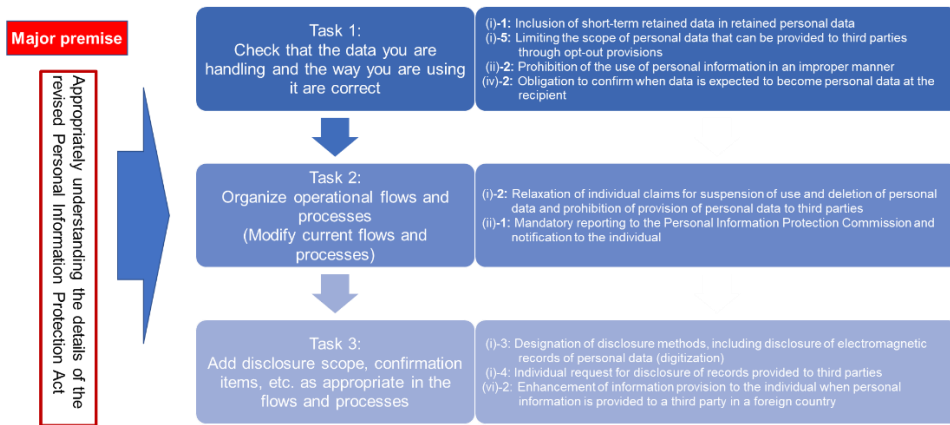 Major premise
Appropriately understanding the details of the
revised Personal Information Protection Act
Task 1:
Check that the data you are
handling and the way you are using
it are correct
(i)-1: Inclusion of short-term retained data in retained personal data
(i)-5: Limiting the scope of personal data that can be provided to third parties
through opt-out provisions
(ii)-2: Prohibition of the use of personal information in an improper manner
(iv)-2: Obligation to confirm when data is expected to become personal data at the
recipient
Task 2:
Organize operational flows and
processes
(Modify current flows and
processes)
(i)-2: Relaxation of individual claims for suspension of use and deletion of personal
data and prohibition of provision of personal data to third parties
(ii)-1: Mandatory reporting to the Personal Information Protection Commission and
notification to the individual
Task 3:
Add disclosure scope, confirmation
items, etc. as appropriate in the
flows and processes
(i)-3: Designation of disclosure methods, including disclosure of electromagnetic
records of personal data (digitization)
(i)-4: Individual request for disclosure of records provided to third parties
(vi)-2: Enhancement of information provision to the individual when personal
information is provided to a third party in a foreign country